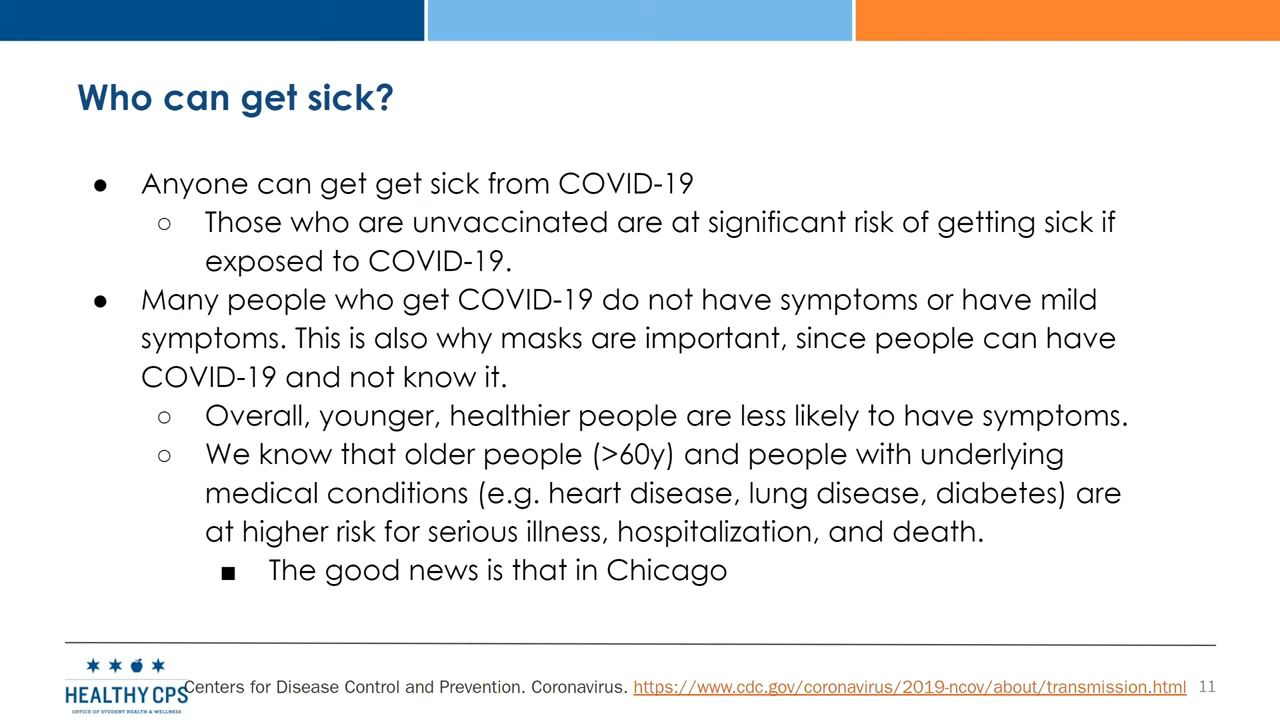 Who can get sick?
● Anyone can get get sick from COVID-19
○ Those who are unvaccinated are at significant risk of getting sick if
exposed to COVID-19.
● Many people who get COVID-19 do not have symptoms or have mild
symptoms. This is also why masks are important, since people can have
COVID-19 and not know it.
○ Overall, younger, healthier people are less likely to have symptoms.
○ We know that older people (>60y) and people with underlying
medical conditions (e.g. heart disease, lung disease, diabetes) are
at higher risk for serious illness, hospitalization, and death.
■ The good news is that in Chicago
HEALTHY CPS
OFFICE OF STUDENT HEALTH & WELLNESS
Centers for Disease Control and Prevention. Coronavirus. https://www.cdc.gov/coronavirus/2019-ncov/about/transmission.html 11